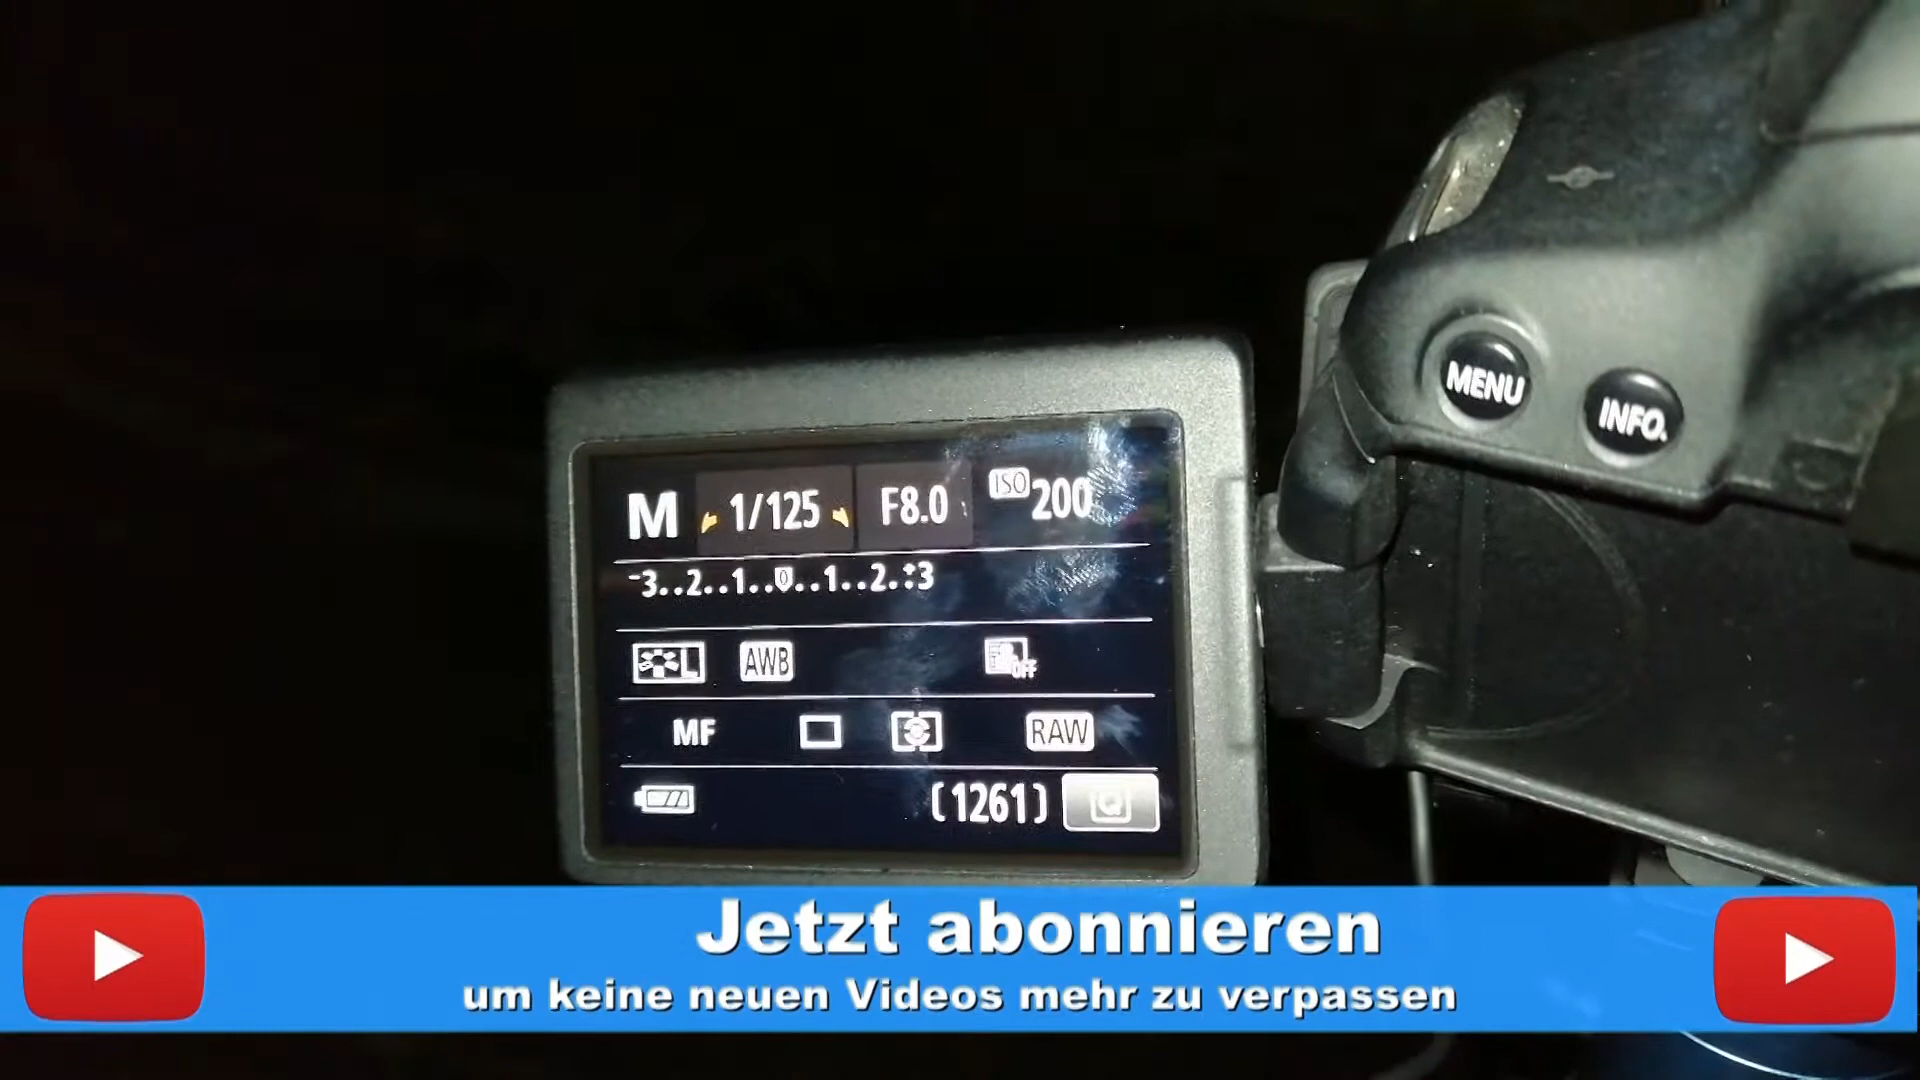 MENU
INFO.
M 1/125 F8.0 ISO 200
-3..2..1..0..1..2.:+3
L AWB OFF
MF RAW
(1261) Q
Jetzt abonnieren
um keine neuen Videos mehr zu verpassen